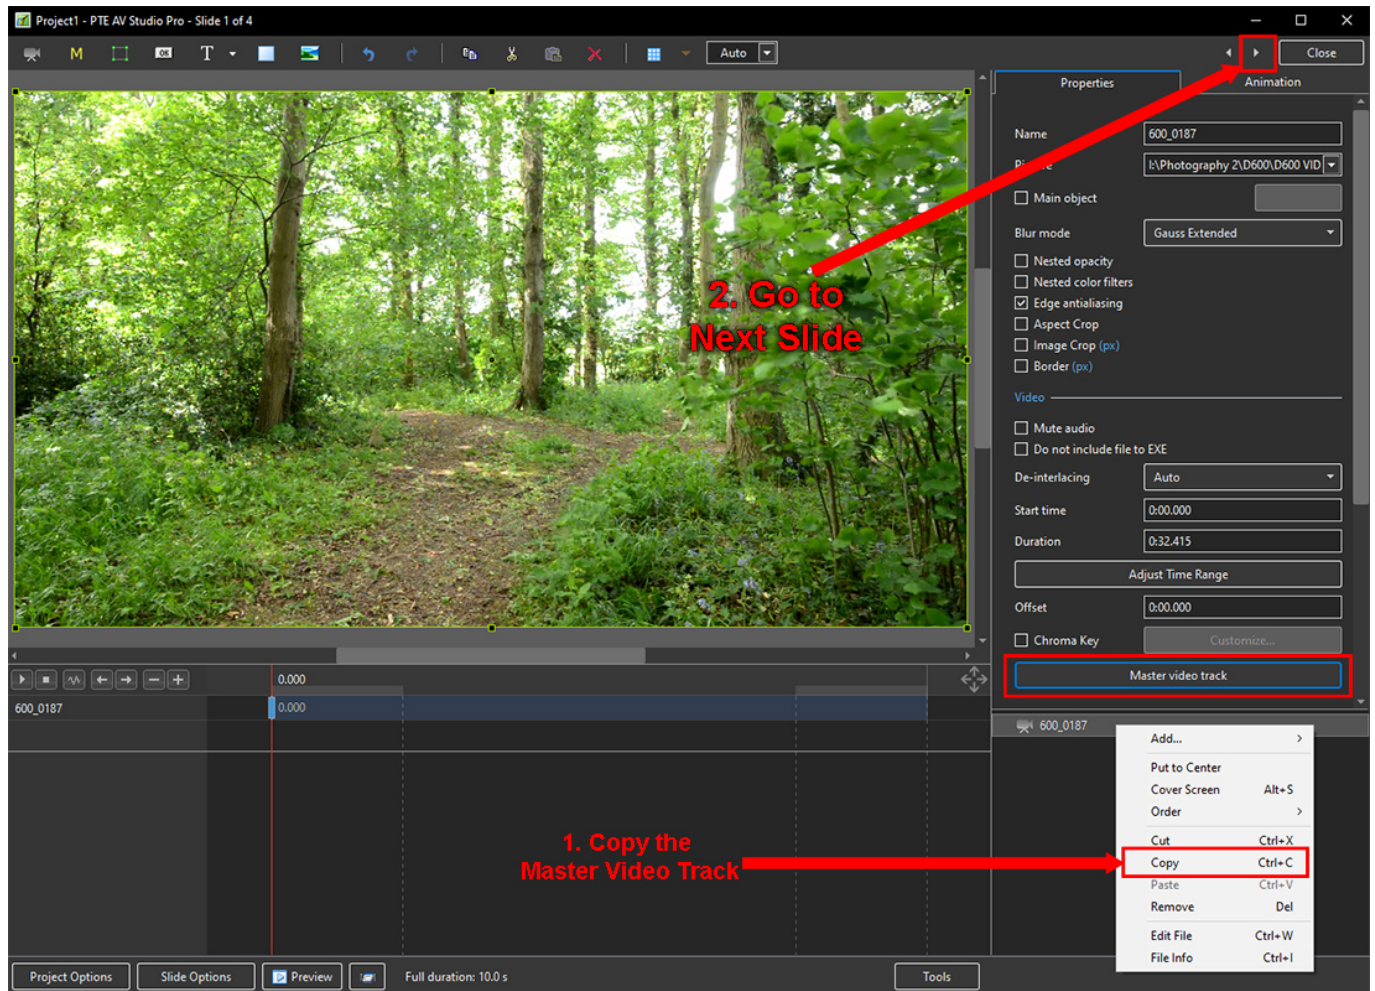 Project1 - PTE AV Studio Pro - Slide 1 of 4
M OK T Auto Close
Properties Animation
Name 600_0187
Picture I:\Photography 2\D600\D600 VID
Main object
Blur mode Gauss Extended
Nested opacity
Nested color filters
Edge antialiasing
Aspect Crop
Image Crop (px)
Border (px)
Video
Mute audio
Do not include file to EXE
De-interlacing Auto
Start time 0:00.000
Duration 0:32.415
Adjust Time Range
Offset 0:00.000
Chroma Key Customize...
Master video track
2. Go to
Next Slide
0.000
600_0187 0.000
600_0187
Add...
Put to Center
Cover Screen Alt+S
Order
Cut Ctrl+X
Copy Ctrl+C
Paste Ctrl+V
Remove Del
Edit File Ctrl+W
File Info Ctrl+I
1. Copy the
Master Video Track
Project Options Slide Options Preview Full duration: 10.0 s Tools